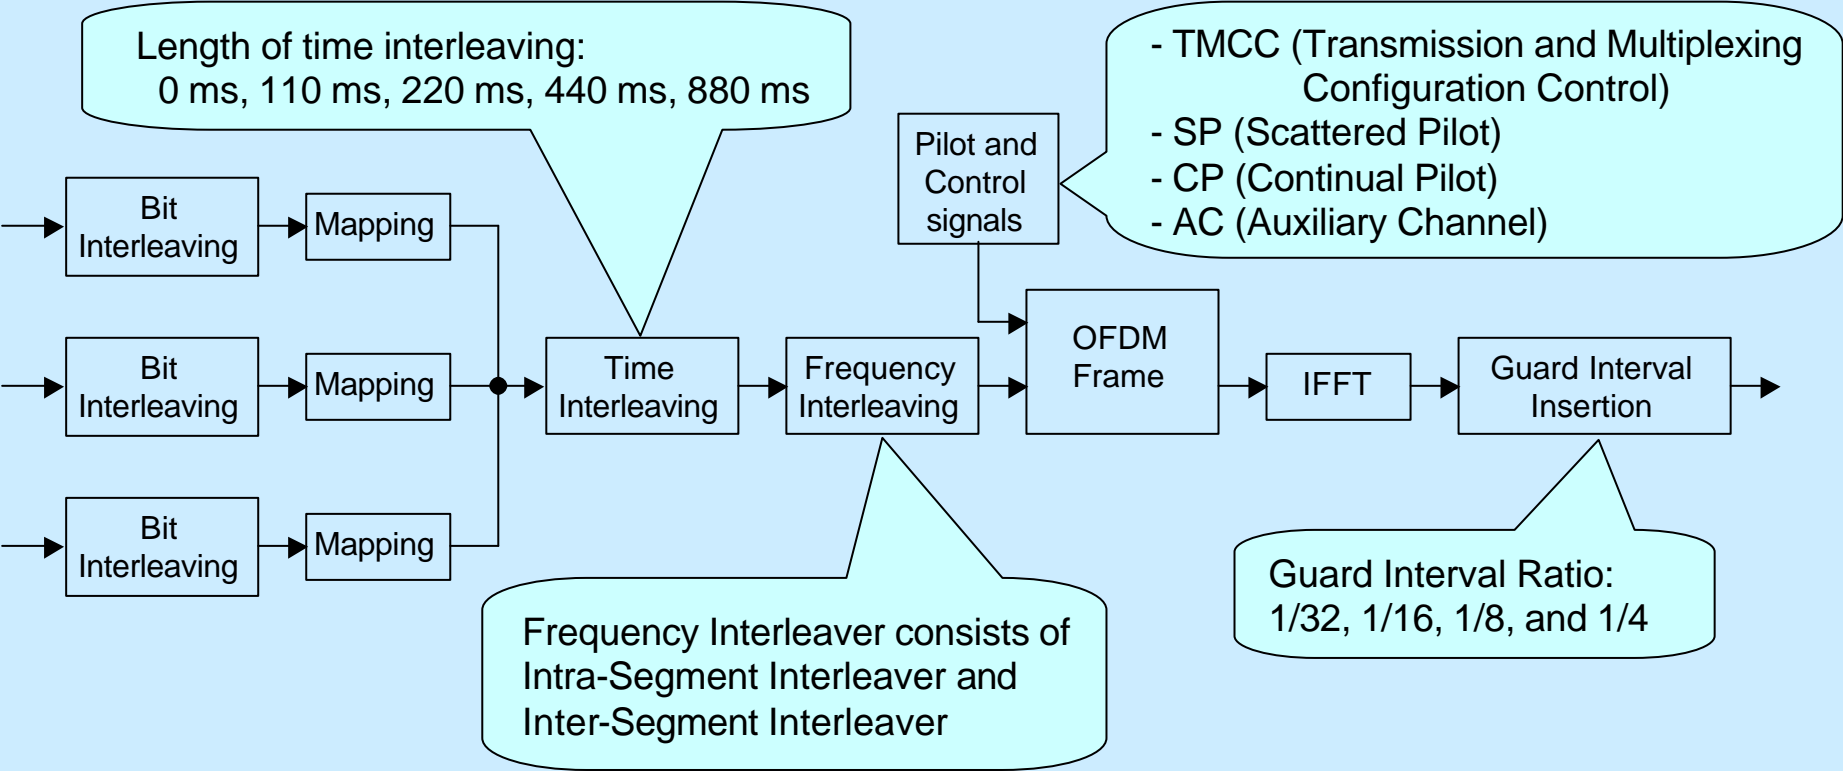 Length of time interleaving:
0 ms, 110 ms, 220 ms, 440 ms, 880 ms
- TMCC (Transmission and Multiplexing
Configuration Control)
- SP (Scattered Pilot)
- CP (Continual Pilot)
- AC (Auxiliary Channel)
Pilot and
Control
signals
Bit
Interleaving
Mapping
Bit
Interleaving
Mapping
Bit
Interleaving
Mapping
Time
Interleaving
Frequency
Interleaving
OFDM
Frame
IFFT
Guard Interval
Insertion
Frequency Interleaver consists of
Intra-Segment Interleaver and
Inter-Segment Interleaver
Guard Interval Ratio:
1/32, 1/16, 1/8, and 1/4